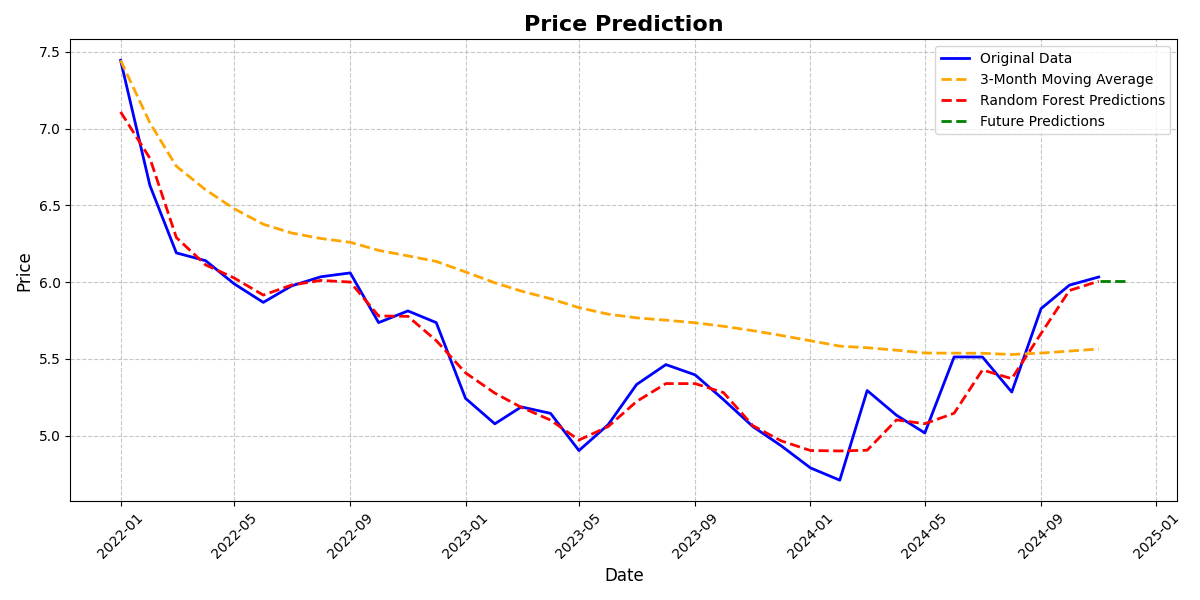 Price Prediction
Original Data
3-Month Moving Average
Random Forest Predictions
Future Predictions
Price
7.5
7.0
6.5
6.0
5.5
5.0
2022-01
2022-05
2022-09
2023-01
2023-05
2023-09
2024-01
2024-05
2024-09
2025-01
Date